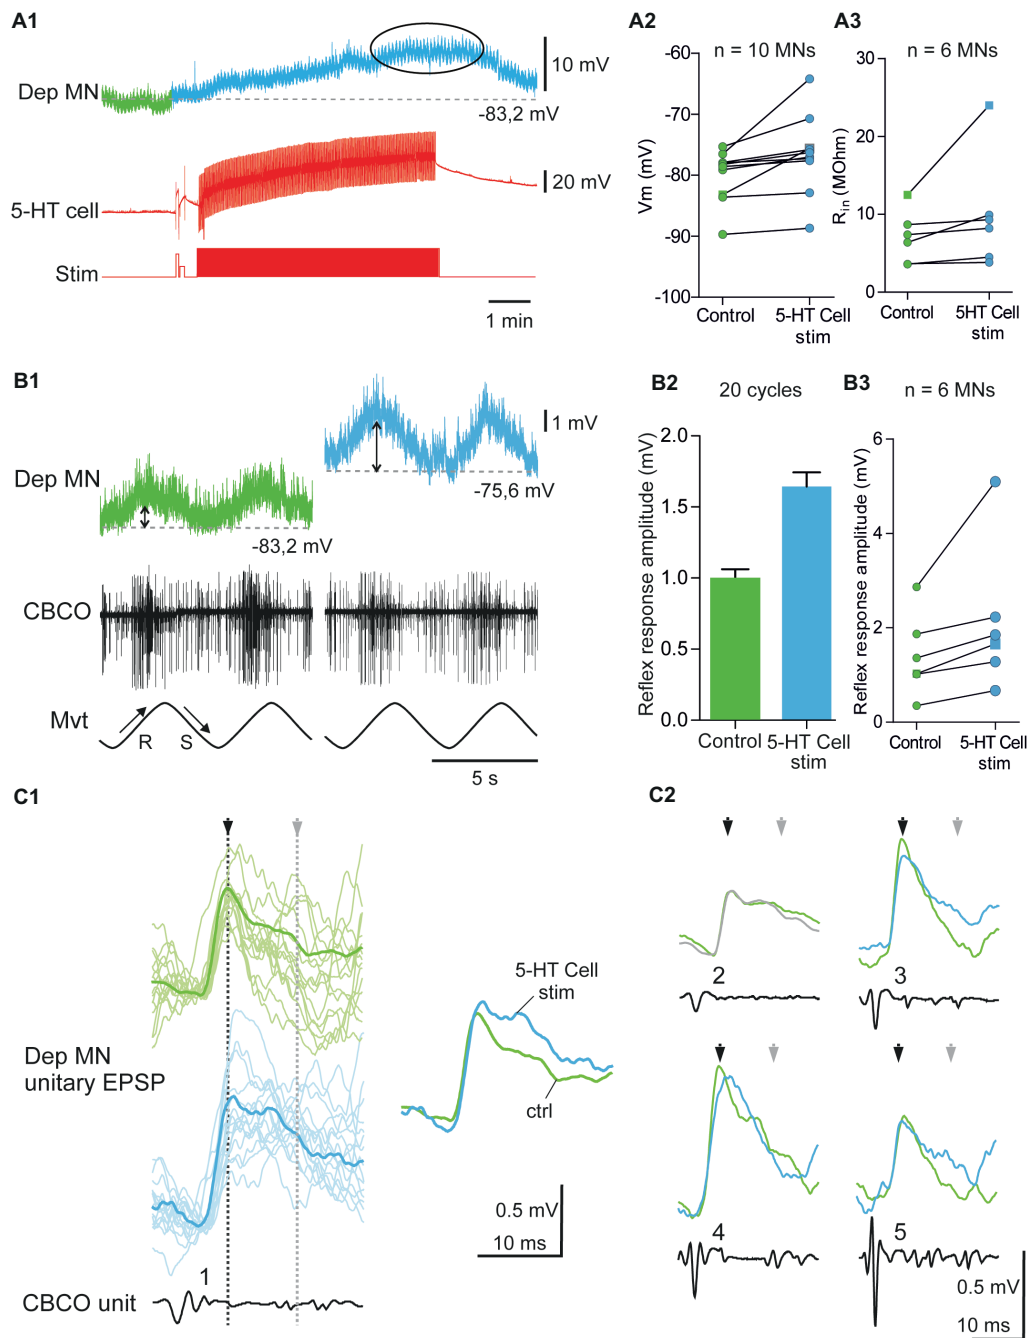 A1
Dep MN
10 mV
-83,2 mV
5-HT cell
20 mV
Stim
1 min
A2
n = 10 MNs
Vm (mV)
-60
-70
-80
-90
-100
Control
5-HT Cell
stim
A3
n = 6 MNs
Rin (MOhm)
30
20
10
0
Control
5HT Cell
stim
B1
Dep MN
1 mV
-83,2 mV
-75,6 mV
CBCO
Mvt
R
S
5 s
B2
20 cycles
Reflex response amplitude (mV)
2.0
1.5
1.0
0.5
0.0
Control
5-HT Cell
stim
B3
n = 6 MNs
Reflex response amplitude (mV)
6
4
2
0
Control
5-HT Cell
stim
C1
Dep MN
unitary EPSP
5-HT Cell
stim
ctrl
0.5 mV
10 ms
1
CBCO unit
C2
2
3
4
5
0.5 mV
10 ms